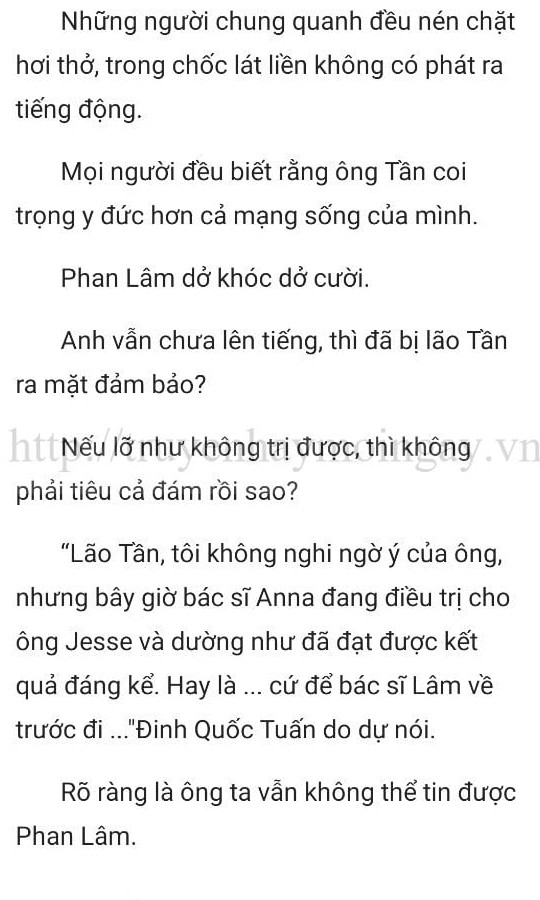 Những người chung quanh đều nén chặt
hơi thở, trong chốc lát liền không có phát ra
tiếng động.
Mọi người đều biết rằng ông Tần coi
trọng y đức hơn cả mạng sống của mình.
Phan Lâm dở khóc dở cười.
Anh vẫn chưa lên tiếng, thì đã bị lão Tần
ra mặt đảm bảo?
Nếu lỡ như không trị được, thì không
http://truyenhaymoingay.vn
phải tiêu cả đám rồi sao?
“Lão Tần, tôi không nghi ngờ ý của ông,
nhưng bây giờ bác sĩ Anna đang điều trị cho
ông Jesse và dường như đã đạt được kết
quả đáng kể. Hay là ... cứ để bác sĩ Lâm về
trước đi ..."Đinh Quốc Tuấn do dự nói.
Rõ ràng là ông ta vẫn không thể tin được
Phan Lâm.